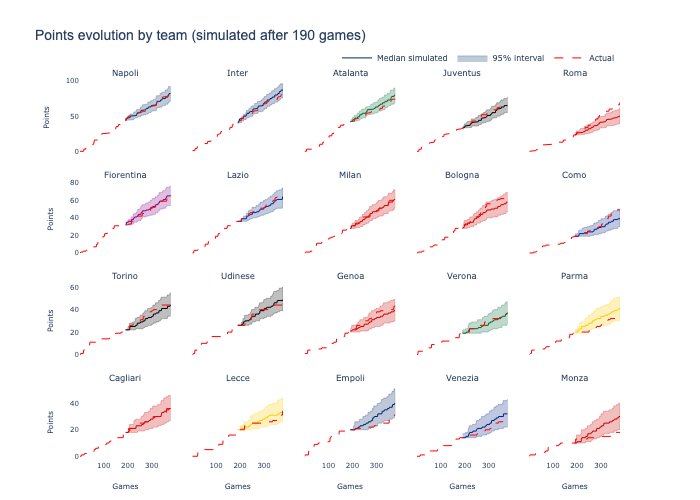 Points evolution by team (simulated after 190 games)
Median simulated 95% interval Actual
Napoli Inter Atalanta Juventus Roma
100
50
0
Points
Fiorentina Lazio Milan Bologna Como
80
60
40
20
0
Points
Torino Udinese Genoa Verona Parma
60
40
20
0
Points
Cagliari Lecce Empoli Venezia Monza
40
20
0
Points
100 200 300 100 200 300 100 200 300 100 200 300 100 200 300
Games Games Games Games Games